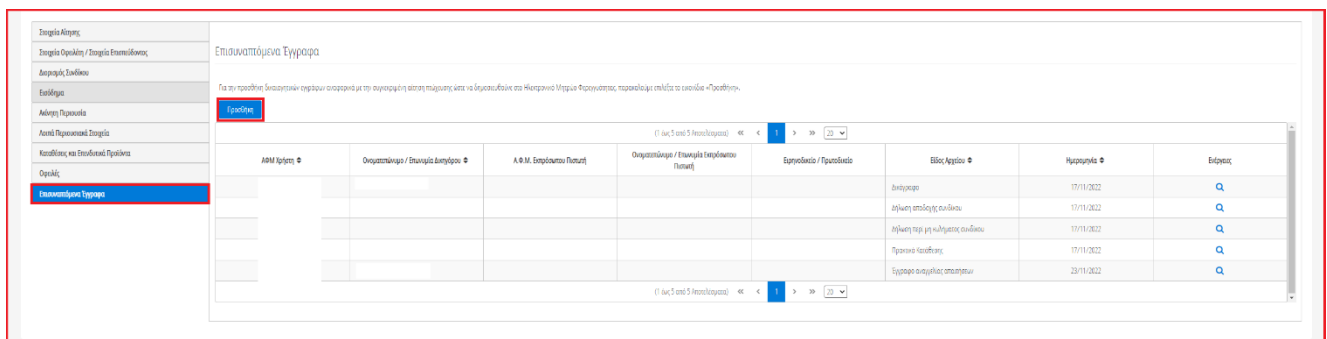 Στοιχεία Αίτησης
Στοιχεία Οφειλέτη / Στοιχεία Επισπεύδοντος
Διορισμός Συνδίκου
Εισόδημα
Ακίνητη Περιουσία
Λοιπά Περιουσιακά Στοιχεία
Καταθέσεις και Επενδυτικά Προϊόντα
Οφειλές
Επισυναπτόμενα Έγγραφα
Επισυναπτόμενα Έγγραφα
Για την προσθήκη δικαιολογητικών εγγράφων αναφορικά με την συγκεκριμένη αίτηση πτώχευσης ώστε να δημοσιευθούν στο Ηλεκτρονικό Μητρώο Φερεγγυότητας, παρακαλούμε επιλέξτε το εικονίδιο «Προσθήκη».
Προσθήκη
(1 έως 5 από 5 Αποτελέσματα) 1 20
ΑΦΜ Χρήστη Ονοματεπώνυμο / Επωνυμία Δικηγόρου Α.Φ.Μ. Εκπρόσωπου Πιστωτή Ονοματεπώνυμο / Επωνυμία Εκπρόσωπου Πιστωτή Ειρηνοδικείο / Πρωτοδικείο Είδος Αρχείου Ημερομηνία Ενέργειες
Δικόγραφο 17/11/2022
Δήλωση αποδοχής συνδίκου 17/11/2022
Δήλωση περί μη κωλύματος συνδίκου 17/11/2022
Πρακτικό Κατάθεσης 17/11/2022
Έγγραφο αναγγελίας απαιτήσεων 23/11/2022
(1 έως 5 από 5 Αποτελέσματα) 1 20